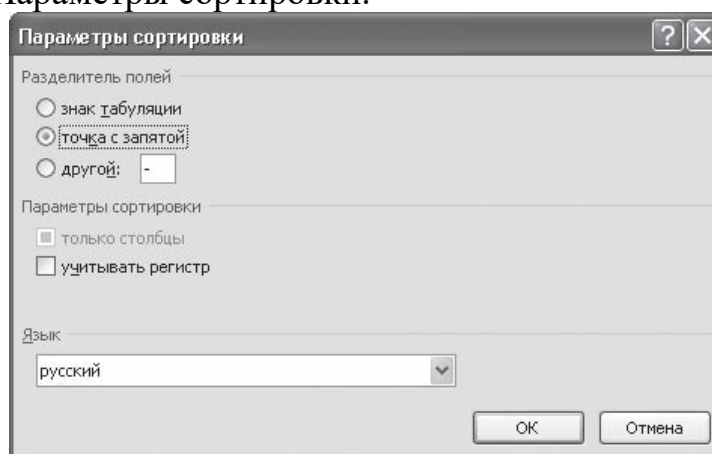 Параметры сортировки.
Параметры сортировки
Разделитель полей
знак табуляции
точка с запятой
другой: -
Параметры сортировки
только столбцы
учитывать регистр
Язык
русский
ОК Отмена